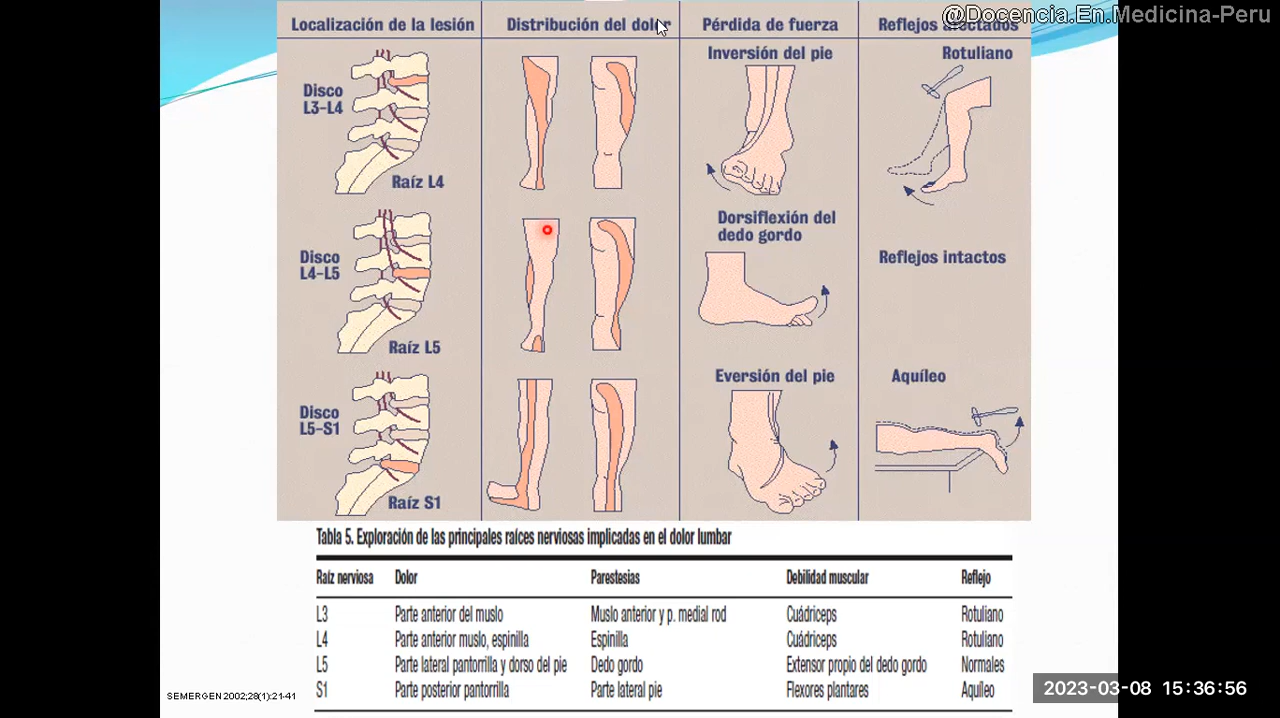 @Docencia.En.Medicina-Peru
Localización de la lesión
Distribución del dolor
Pérdida de fuerza
Reflejos afectados
Disco
L3–L4
Raíz L4
Inversión del pie
Rotuliano
Disco
L4–L5
Raíz L5
Dorsiflexión del
dedo gordo
Reflejos intactos
Disco
L5–S1
Raíz S1
Eversión del pie
Aquíleo
Tabla 5. Exploración de las principales raíces nerviosas implicadas en el dolor lumbar
Raíz nerviosa Dolor Parestesias Debilidad muscular Reflejo
L3 Parte anterior del muslo Muslo anterior y p. medial rod Cuádriceps Rotuliano
L4 Parte anterior muslo, espinilla Espinilla Cuádriceps Rotuliano
L5 Parte lateral pantorrilla y dorso del pie Dedo gordo Extensor propio del dedo gordo Normales
S1 Parte posterior pantorrilla Parte lateral pie Flexores plantares Aquíleo
SEMERGEN 2002;28(1):21-41
2023-03-08 15:36:56